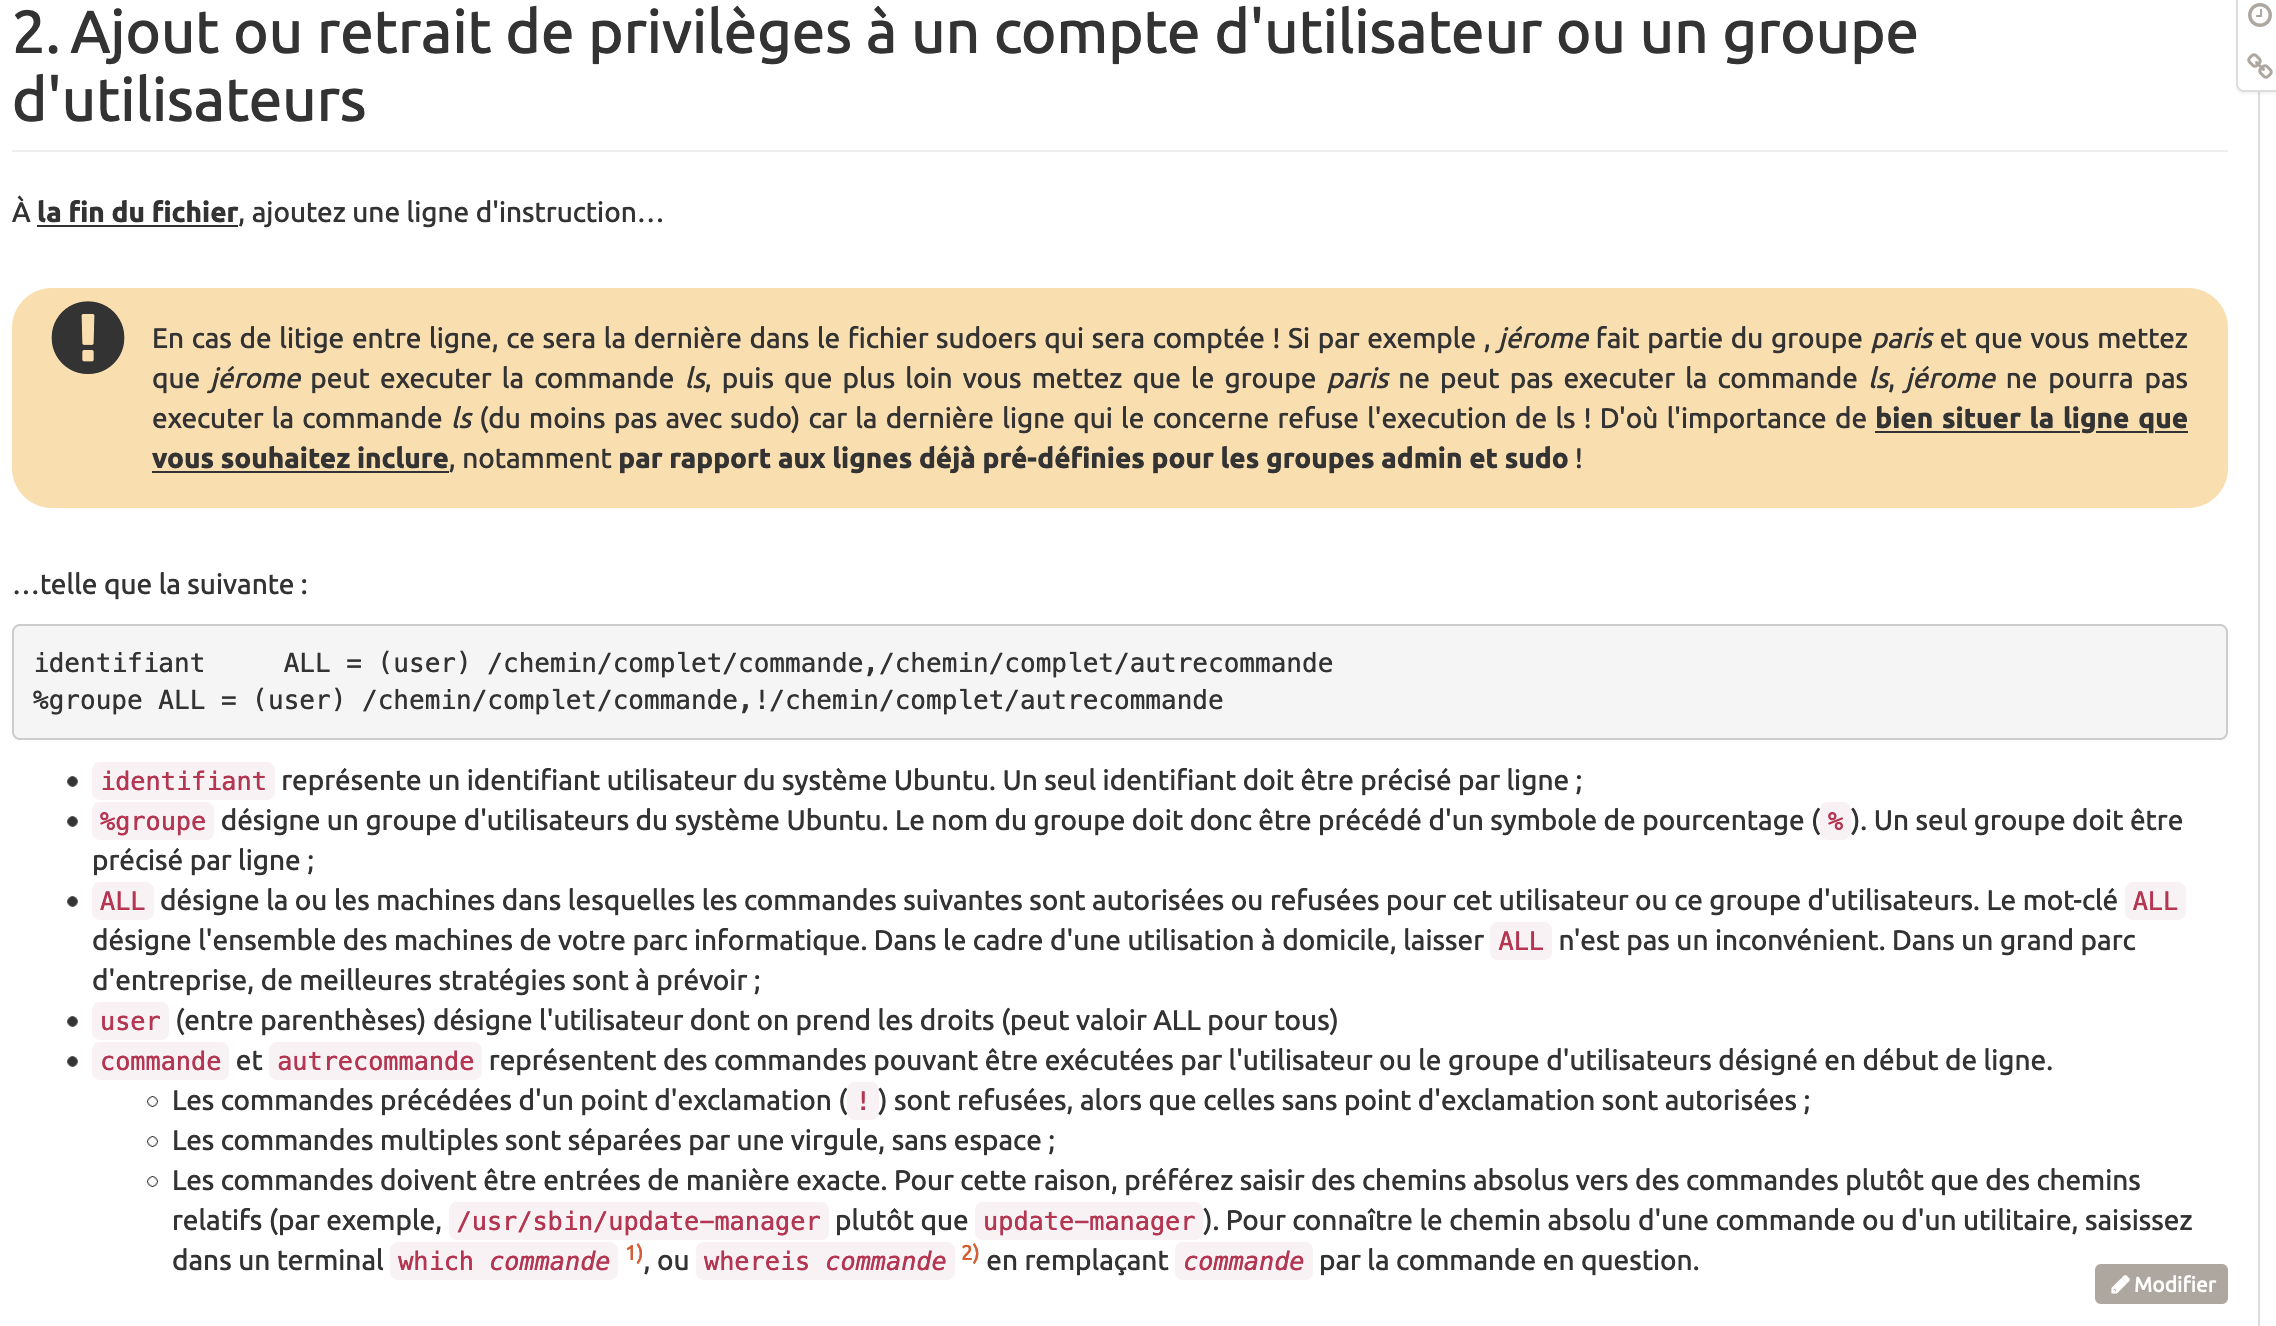 2. Ajout ou retrait de privilèges à un compte d'utilisateur ou un groupe
d'utilisateurs
À la fin du fichier, ajoutez une ligne d'instruction…
En cas de litige entre ligne, ce sera la dernière dans le fichier sudoers qui sera comptée ! Si par exemple , jérome fait partie du groupe paris et que vous mettez
que jérome peut executer la commande ls, puis que plus loin vous mettez que le groupe paris ne peut pas executer la commande ls, jérome ne pourra pas
executer la commande ls (du moins pas avec sudo) car la dernière ligne qui le concerne refuse l'execution de ls ! D'où l'importance de bien situer la ligne que
vous souhaitez inclure, notamment par rapport aux lignes déjà pré-définies pour les groupes admin et sudo !
…telle que la suivante :
identifiant     ALL = (user) /chemin/complet/commande,/chemin/complet/autrecommande
%groupe ALL = (user) /chemin/complet/commande,!/chemin/complet/autrecommande
• identifiant représente un identifiant utilisateur du système Ubuntu. Un seul identifiant doit être précisé par ligne ;
• %groupe désigne un groupe d'utilisateurs du système Ubuntu. Le nom du groupe doit donc être précédé d'un symbole de pourcentage ( % ). Un seul groupe doit être
précisé par ligne ;
• ALL désigne la ou les machines dans lesquelles les commandes suivantes sont autorisées ou refusées pour cet utilisateur ou ce groupe d'utilisateurs. Le mot-clé ALL
désigne l'ensemble des machines de votre parc informatique. Dans le cadre d'une utilisation à domicile, laisser ALL n'est pas un inconvénient. Dans un grand parc
d'entreprise, de meilleures stratégies sont à prévoir ;
• user (entre parenthèses) désigne l'utilisateur dont on prend les droits (peut valoir ALL pour tous)
• commande et autrecommande représentent des commandes pouvant être exécutées par l'utilisateur ou le groupe d'utilisateurs désigné en début de ligne.
◦ Les commandes précédées d'un point d'exclamation ( ! ) sont refusées, alors que celles sans point d'exclamation sont autorisées ;
◦ Les commandes multiples sont séparées par une virgule, sans espace ;
◦ Les commandes doivent être entrées de manière exacte. Pour cette raison, préférez saisir des chemins absolus vers des commandes plutôt que des chemins
relatifs (par exemple, /usr/sbin/update-manager plutôt que update-manager ). Pour connaître le chemin absolu d'une commande ou d'un utilitaire, saisissez
dans un terminal which commande 1), ou whereis commande 2) en remplaçant commande par la commande en question.
Modifier